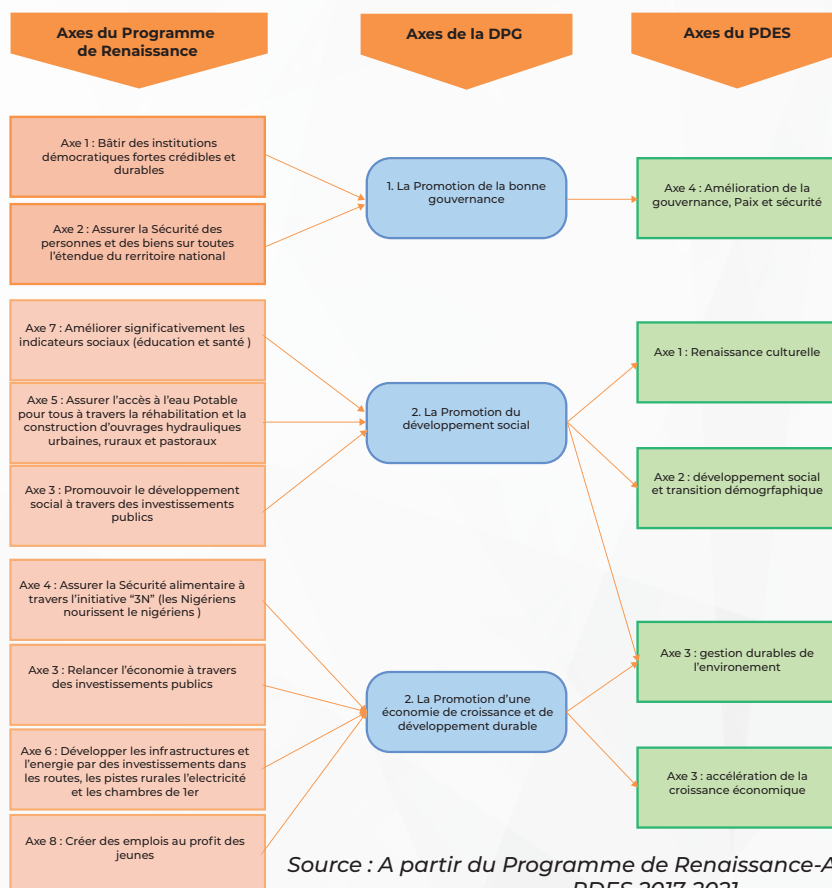 Axes du Programme
de Renaissance
Axes de la DPG
Axes du PDES
Axe 1 : Bâtir des institutions
démocratiques fortes crédibles et
durables
Axe 2 : Assurer la Sécurité des
personnes et des biens sur toutes
l'étendue du rerritoire national
Axe 7 : Améliorer significativement les
indicateurs sociaux (éducation et santé )
Axe 5 : Assurer l'accès à l'eau Potable
pour tous à travers la réhabilitation et la
construction d'ouvrages hydrauliques
urbaines, ruraux et pastoraux
Axe 3 : Promouvoir le développement
social à travers des investissements
publics
Axe 4 : Assurer la Sécurité alimentaire à
travers l'initiative “3N” (les Nigériens
nourissent le nigériens )
Axe 3 : Relancer l'économie à travers
des investissements publics
Axe 6 : Développer les infrastructures et
l'energie par des investissements dans
les routes, les pistes rurales l'electricité
et les chambres de 1er
Axe 8 : Créer des emplois au profit des
jeunes
1. La Promotion de la bonne
gouvernance
2. La Promotion du
développement social
2. La Promotion d'une
économie de croissance et de
développement durable
Axe 4 : Amélioration de la
gouvernance, Paix et sécurité
Axe 1 : Renaissance culturelle
Axe 2 : développement social
et transition démogrfaphique
Axe 3 : gestion durables de
l'environement
Axe 3 : accélération de la
croissance économique
Source : A partir du Programme de Renaissance-A
PDES 2017-2021